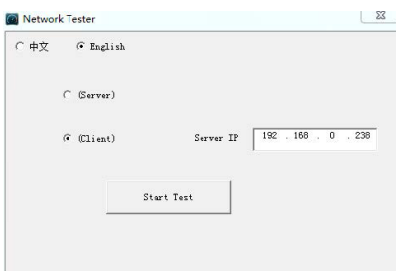 Network Tester
中文 English
(Server)
(Client) Server IP 192 . 168 . 0 . 238
Start Test